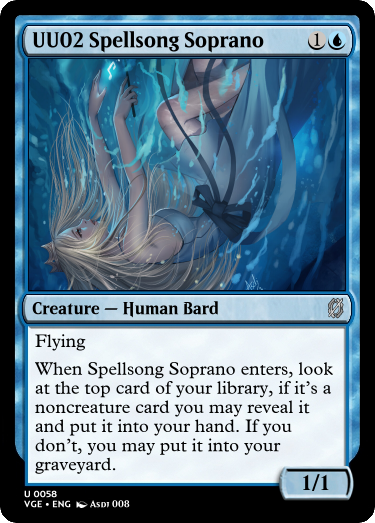 UU02 Spellsong Soprano 1
Creature — Human Bard
Flying
When Spellsong Soprano enters, look
at the top card of your library, if it's a
noncreature card you may reveal it
and put it into your hand. If you
don't, you may put it into your
graveyard.
1/1
U 0058
VGE • ENG ASDI 008